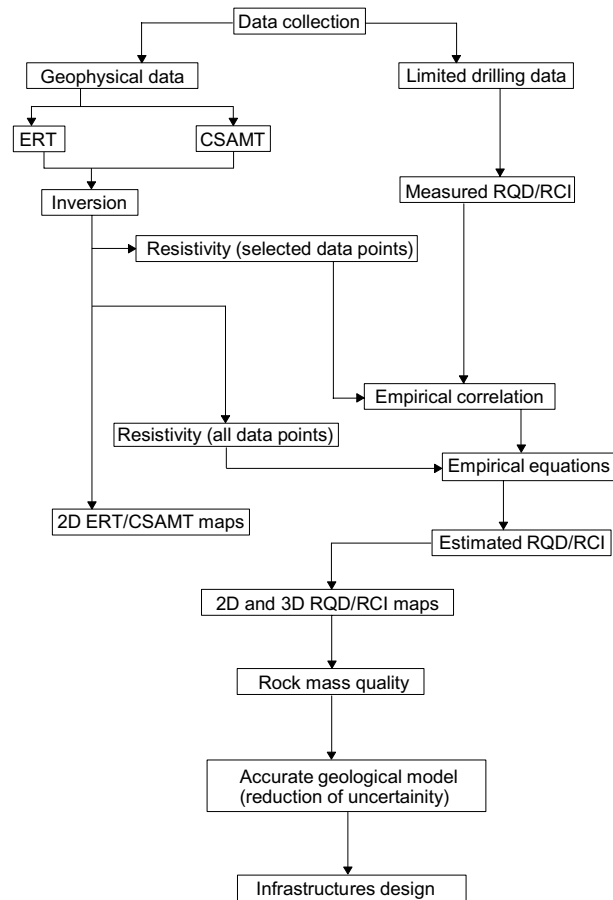 Data collection
Geophysical data
Limited drilling data
ERT
CSAMT
Measured RQD/RCI
Inversion
Resistivity (selected data points)
Empirical correlation
Resistivity (all data points)
Empirical equations
2D ERT/CSAMT maps
Estimated RQD/RCI
2D and 3D RQD/RCI maps
Rock mass quality
Accurate geological model
(reduction of uncertainity)
Infrastructures design